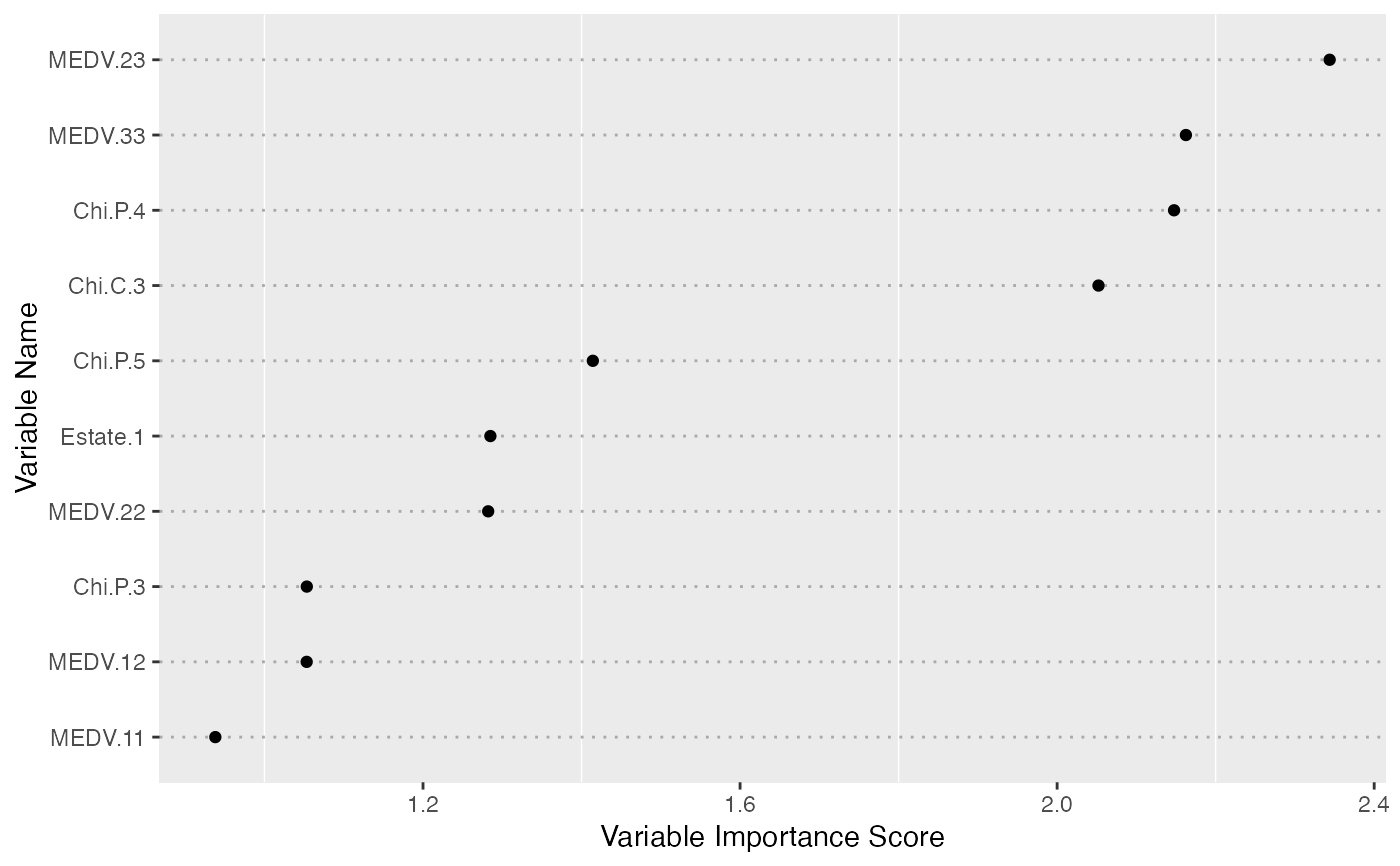 MEDV.23
MEDV.33
Chi.P.4
Chi.C.3
Chi.P.5
Estate.1
MEDV.22
Chi.P.3
MEDV.12
MEDV.11
Variable Name
1.2 1.6 2.0 2.4
Variable Importance Score